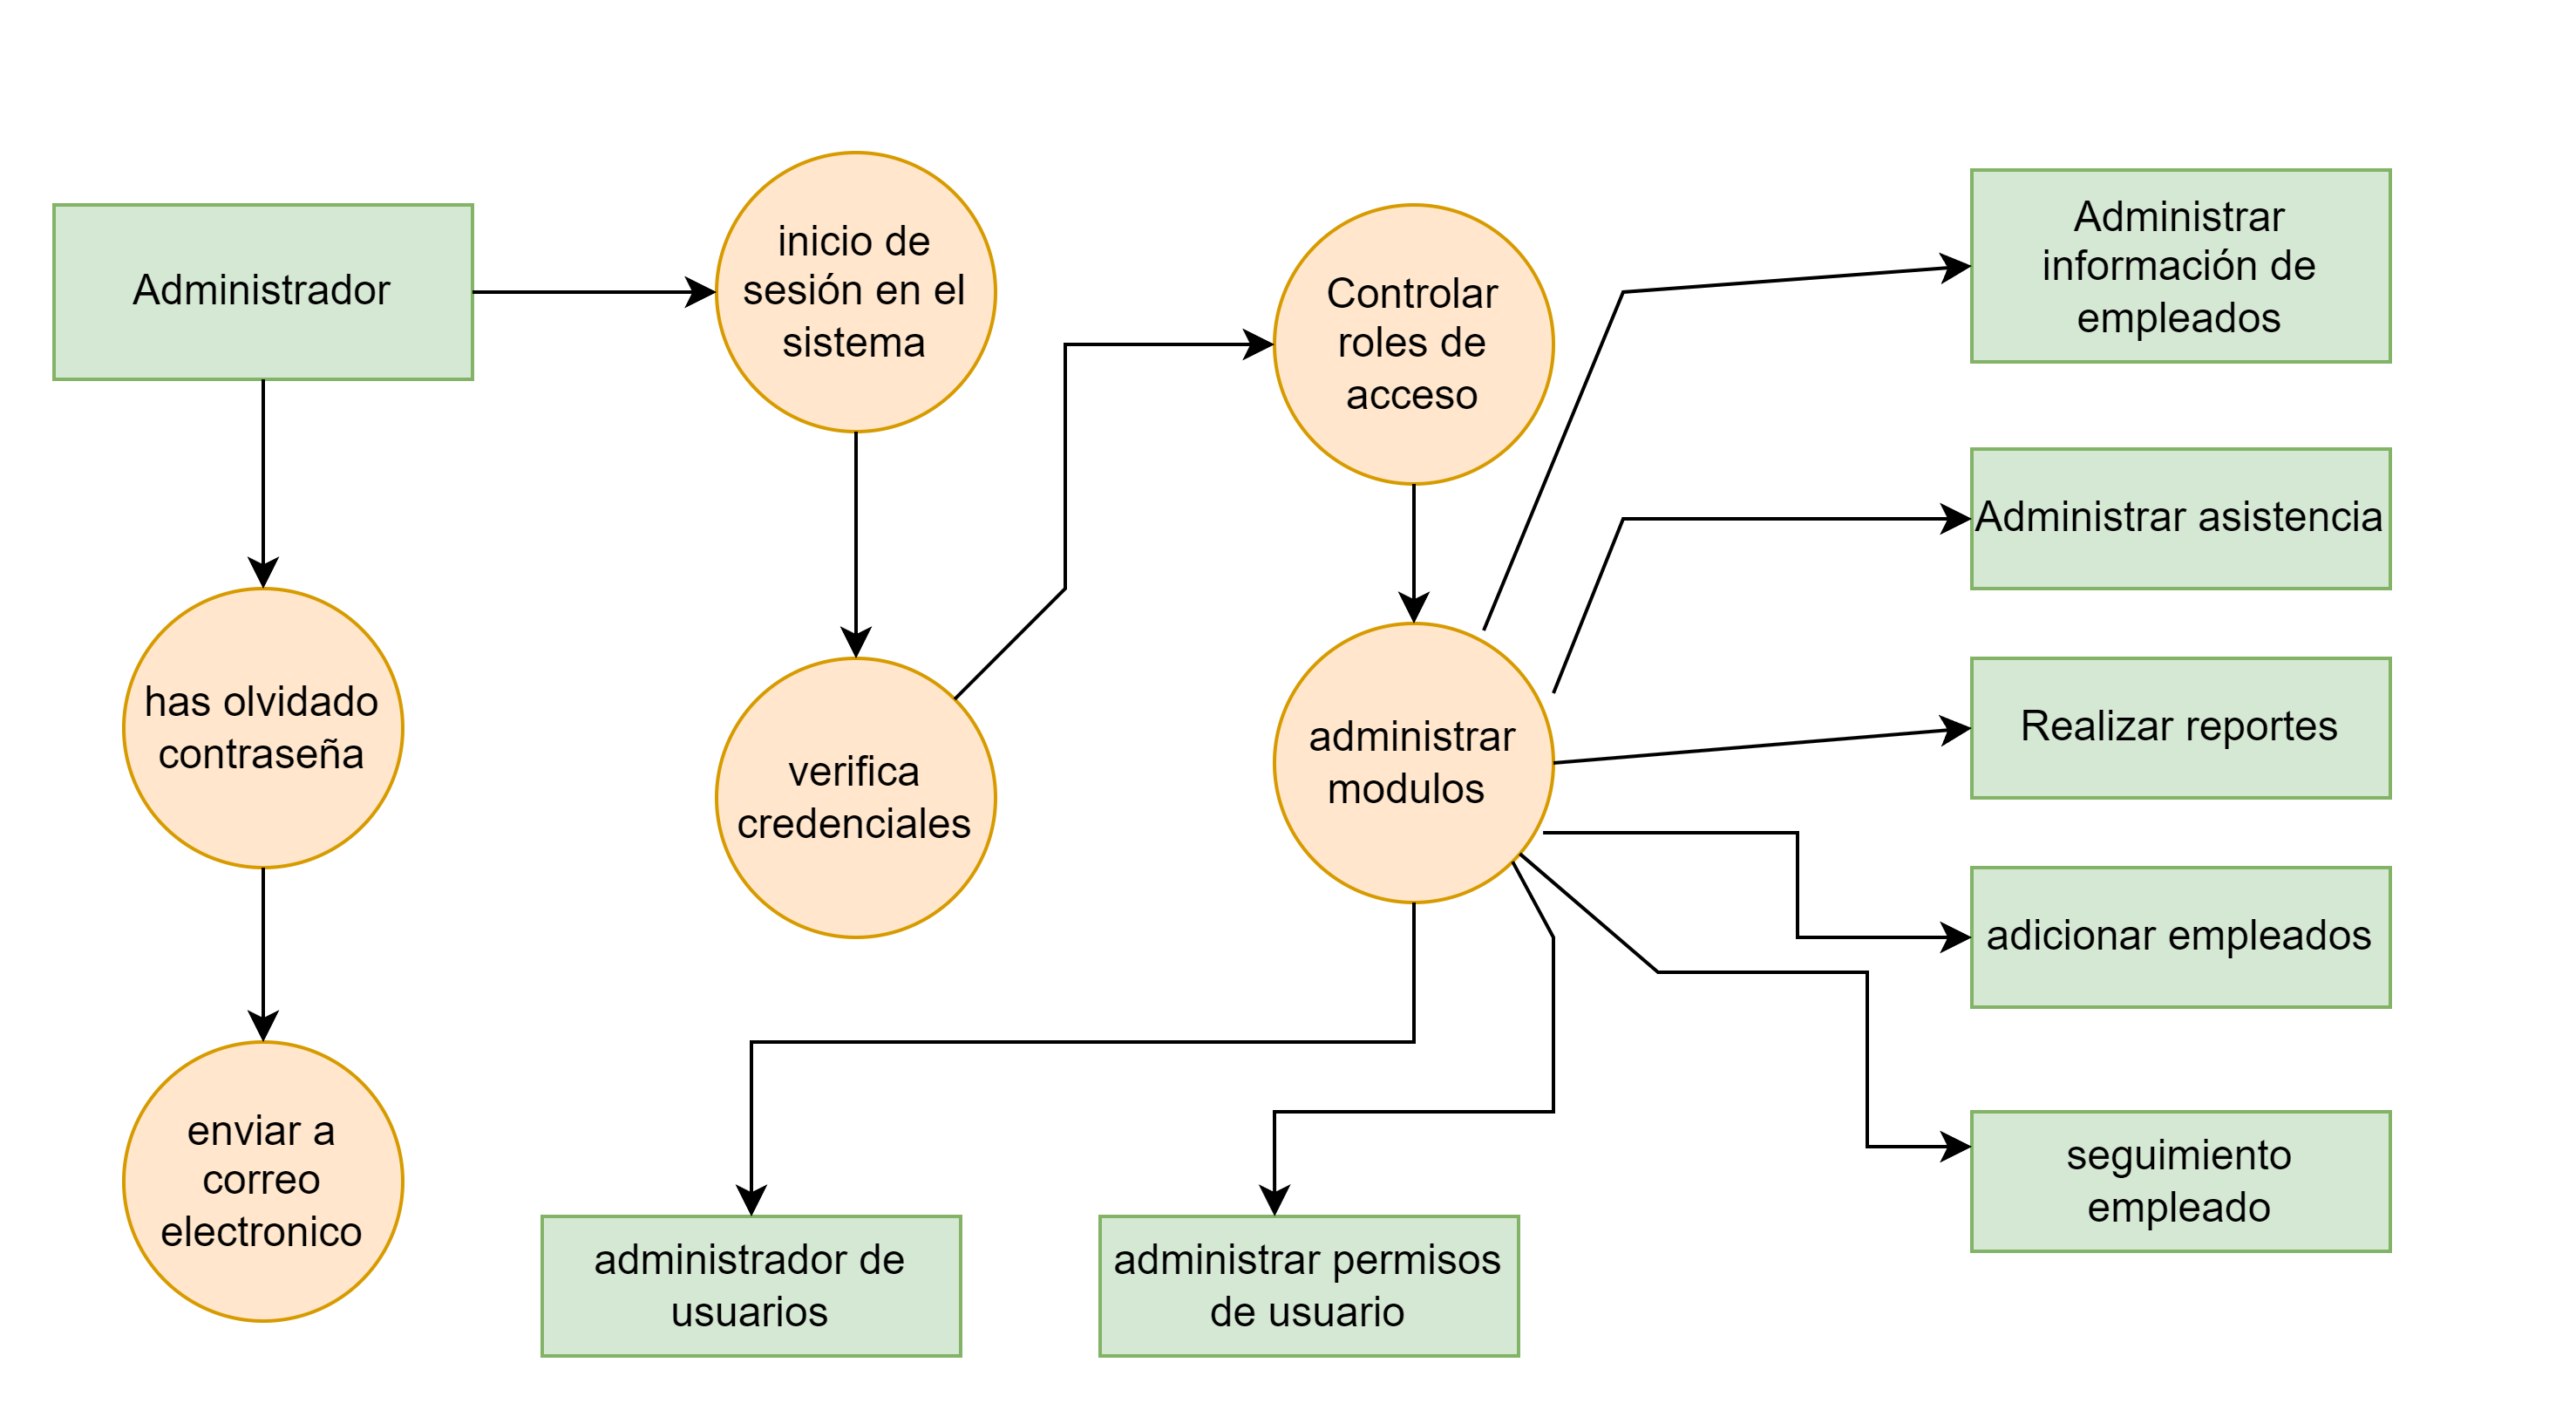 Administrador
inicio de
sesión en el
sistema
Controlar
roles de
acceso
Administrar
información de
empleados
Administrar asistencia
has olvidado
contraseña
verifica
credenciales
administrar
modulos
Realizar reportes
adicionar empleados
enviar a
correo
electronico
seguimiento
empleado
administrador de
usuarios
administrar permisos
de usuario